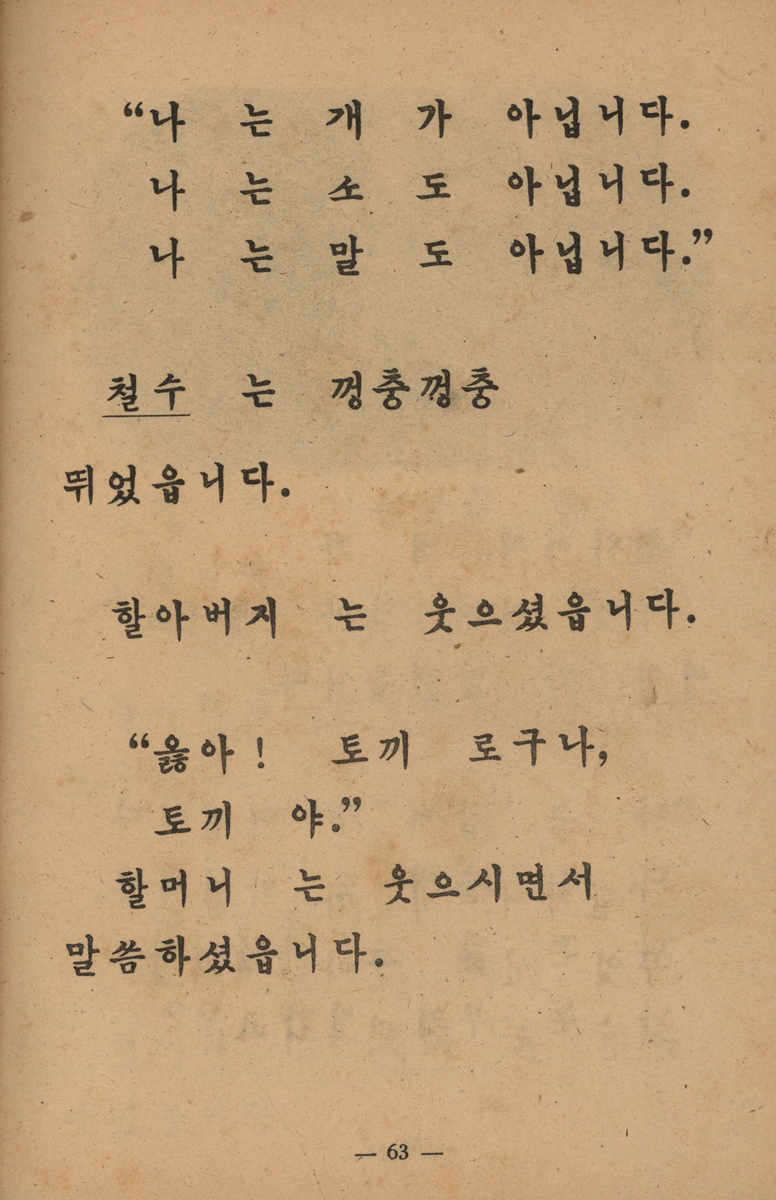 “나 는 개 가 아닙니다.
나 는 소 도 아닙니다.
나 는 말 도 아닙니다.”
철수 는 껑충껑충
뛰었읍니다.
할아버지 는 웃으셨읍니다.
“옳아! 토끼 로구나,
토끼 야.”
할머니 는 웃으시면서
말씀하셨읍니다.
— 63 —